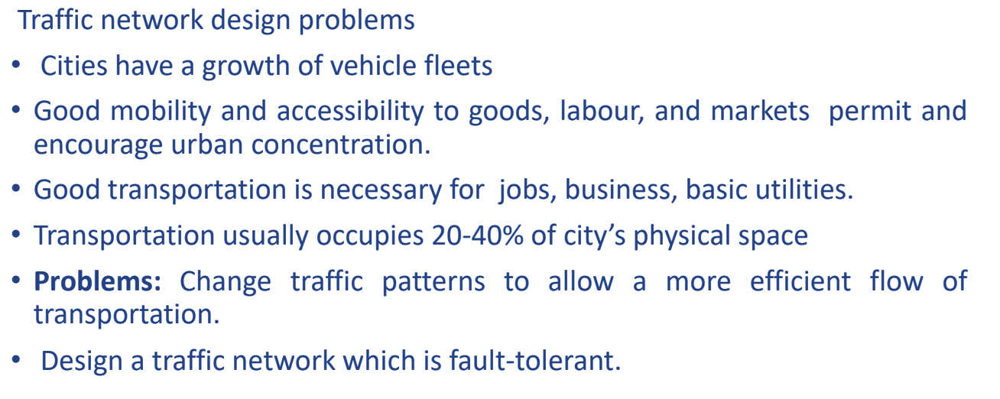 Traffic network design problems
• Cities have a growth of vehicle fleets
• Good mobility and accessibility to goods, labour, and markets permit and
encourage urban concentration.
• Good transportation is necessary for jobs, business, basic utilities.
• Transportation usually occupies 20-40% of city’s physical space
• Problems: Change traffic patterns to allow a more efficient flow of
transportation.
• Design a traffic network which is fault-tolerant.